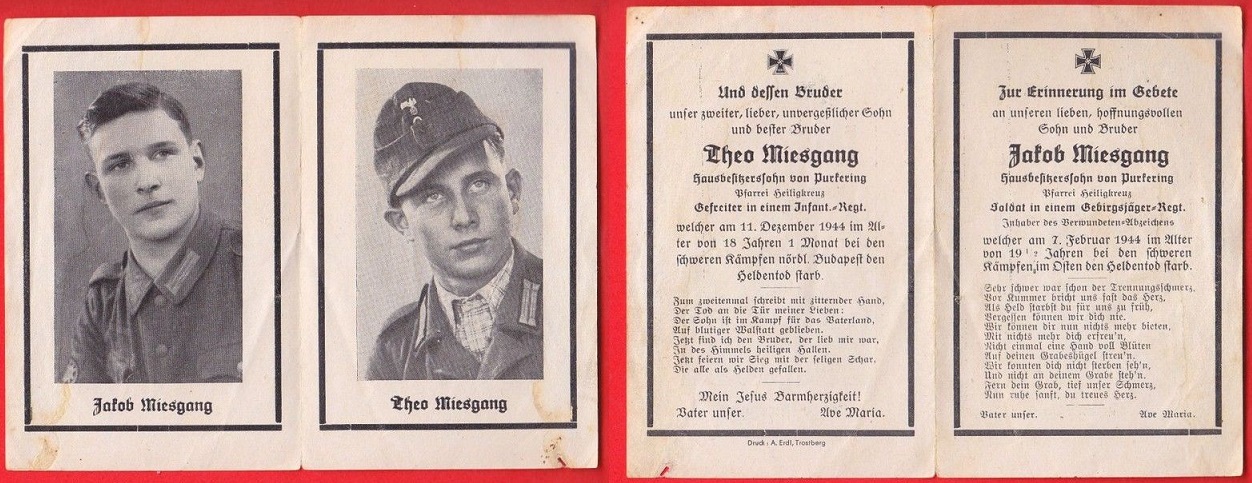 Jakob Miesgang
Theo Miesgang
Und dessen Bruder
unser zweiter, lieber, unvergeßlicher Sohn
und bester Bruder
Theo Miesgang
Hausbesitzerssohn von Purkering
Pfarrei Heiligkreuz
Gefreiter in einem Infant.-Regt.
welcher am 11. Dezember 1944 im Al-
ter von 18 Jahren 1 Monat bei den
schweren Kämpfen nördl. Budapest den
Heldentod starb.
Zum zweitenmal schreibt mit zitternder Hand,
Der Tod an die Tür meiner Lieben:
Der Sohn ist im Kampf für das Vaterland,
Auf blutiger Walstatt geblieben.
Jetzt find ich den Bruder, der lieb mir war,
In des Himmels heiligen Hallen.
Jetzt feiern wir Sieg mit der seligen Schar,
Die alle als Helden gefallen.
Mein Jesus Barmherzigkeit!
Vater unser. Ave Maria.
Druck: A. Erdl, Trostberg
Zur Erinnerung im Gebete
an unseren lieben, hoffnungsvollen
Sohn und Bruder
Jakob Miesgang
Hausbesitzerssohn von Purkering
Pfarrei Heiligkreuz
Soldat in einem Gebirgsjäger-Regt.
Inhaber des Verwundeten-Abzeichens
welcher am 7. Februar 1944 im Alter
von 19 Jahren bei den schweren
Kämpfen im Osten den Heldentod starb.
Sehr schwer war schon der Trennungsschmerz,
Vor Kummer bricht uns fast das Herz.
Als Held starbst du für uns zu früh,
Vergessen können wir dich nie.
Wir können dir nun nichts mehr bieten,
Mit nichts mehr dich erfreu'n,
Nicht einmal eine Hand voll Blüten
Auf deinen Grabeshügel streu'n.
Wir konnten dich nicht sterben seh'n,
Und nicht an deinem Grabe steh'n.
Fern dein Grab, tief unser Schmerz,
Nun ruhe sanft, du treues Herz.
Vater unser. Ave Maria.